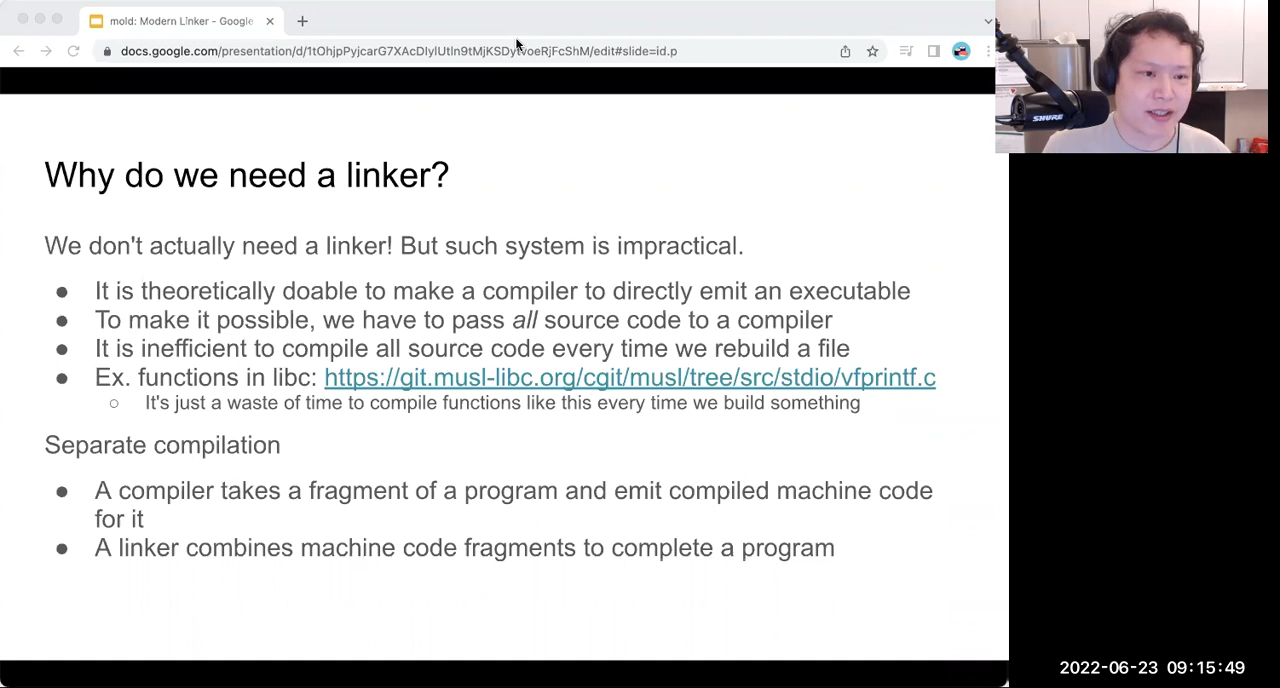 mold: Modern Linker - Google
docs.google.com/presentation/d/1tOhjpPyjcarG7XAcDIylUtln9tMjKSDytvoeRjFcShM/edit#slide=id.p
SHURE
Why do we need a linker?
We don't actually need a linker! But such system is impractical.
● It is theoretically doable to make a compiler to directly emit an executable
● To make it possible, we have to pass all source code to a compiler
● It is inefficient to compile all source code every time we rebuild a file
● Ex. functions in libc: https://git.musl-libc.org/cgit/musl/tree/src/stdio/vfprintf.c
○ It's just a waste of time to compile functions like this every time we build something
Separate compilation
● A compiler takes a fragment of a program and emit compiled machine code
for it
● A linker combines machine code fragments to complete a program
2022-06-23 09:15:49